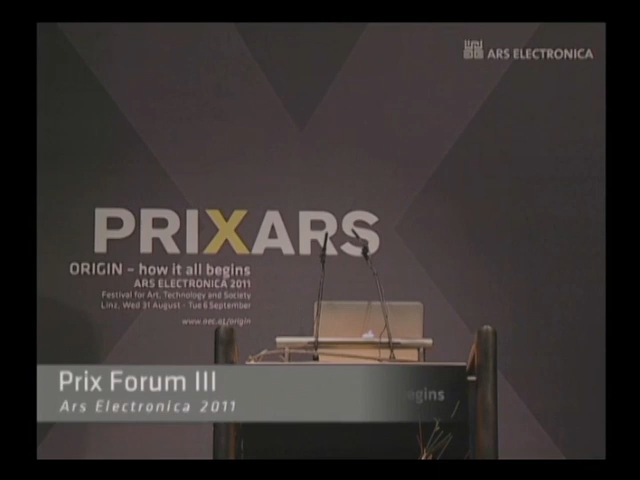 ARS ELECTRONICA
PRIXARS
ORIGIN – how it all begins
ARS ELECTRONICA 2011
Festival for Art, Technology and Society
Linz, Wed 31 August - Tue 6 September
www.aec.at/origin
Prix Forum III
egins
Ars Electronica 2011